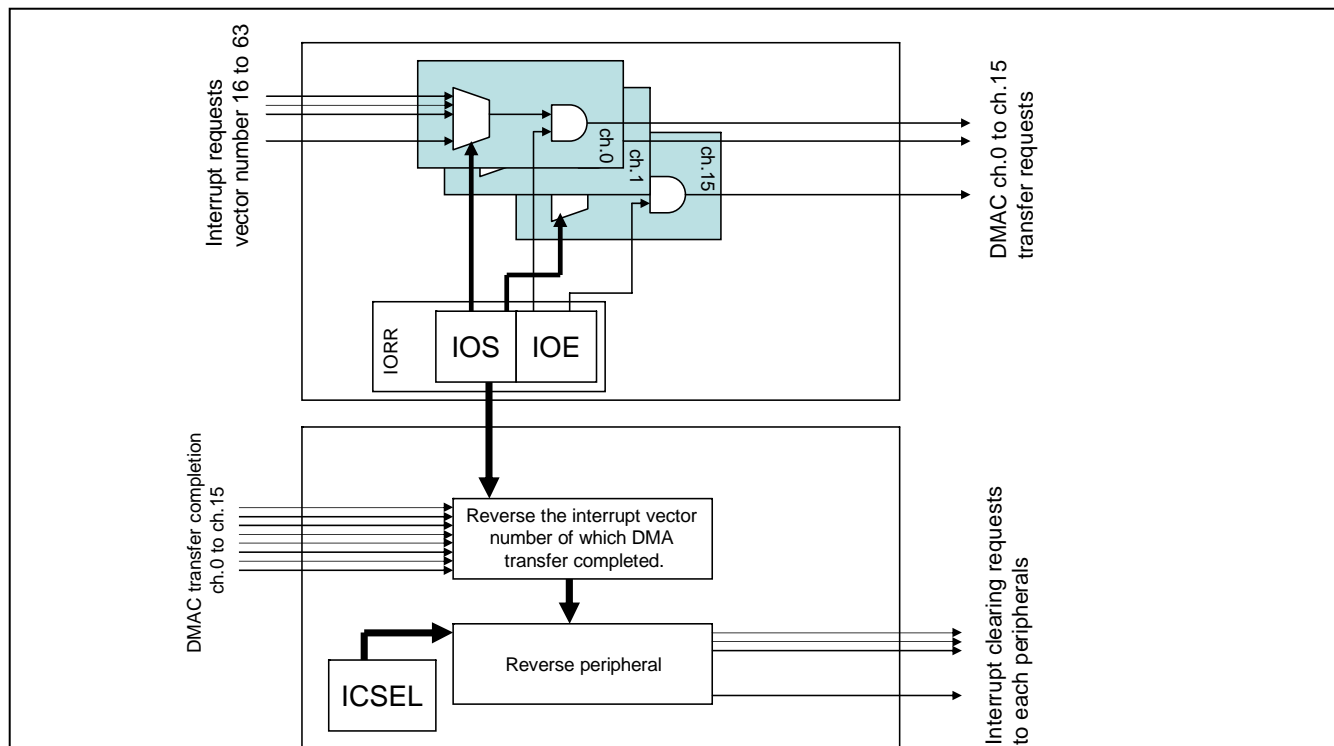 Interrupt requests
vector number 16 to 63
ch.0
ch.1
ch.15
DMAC ch.0 to ch.15
transfer requests
IORR
IOS
IOE
DMAC transfer completion
ch.0 to ch.15
Reverse the interrupt vector
number of which DMA
transfer completed.
Reverse peripheral
ICSEL
Interrupt clearing requests
to each peripherals